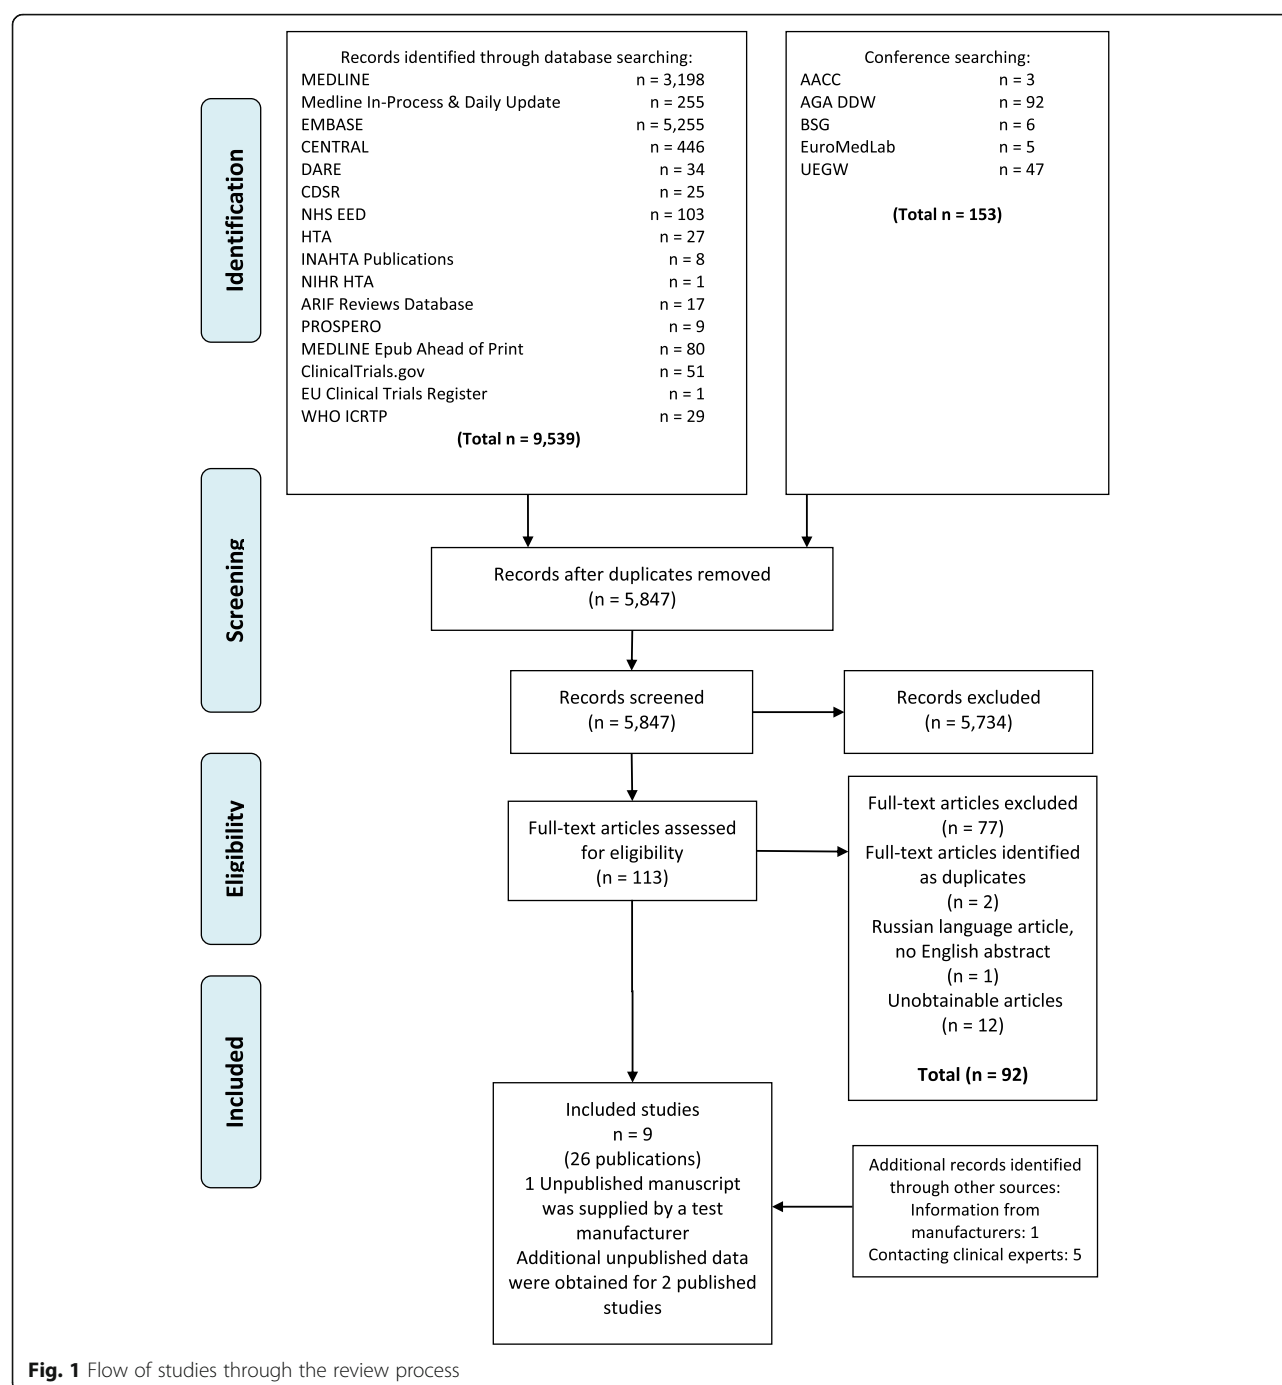 Records identified through database searching:
MEDLINE n = 3,198
Medline In-Process & Daily Update n = 255
EMBASE n = 5,255
CENTRAL n = 446
DARE n = 34
CDSR n = 25
NHS EED n = 103
HTA n = 27
INAHTA Publications n = 8
NIHR HTA n = 1
ARIF Reviews Database n = 17
PROSPERO n = 9
MEDLINE Epub Ahead of Print n = 80
ClinicalTrials.gov n = 51
EU Clinical Trials Register n = 1
WHO ICRTP n = 29
(Total n = 9,539)
Conference searching:
AACC n = 3
AGA DDW n = 92
BSG n = 6
EuroMedLab n = 5
UEGW n = 47
(Total n = 153)
Identification
Screening
Records after duplicates removed
(n = 5,847)
Records screened
(n = 5,847)
Records excluded
(n = 5,734)
Eligibility
Full-text articles assessed
for eligibility
(n = 113)
Full-text articles excluded
(n = 77)
Full-text articles identified
as duplicates
(n = 2)
Russian language article,
no English abstract
(n = 1)
Unobtainable articles
(n = 12)
Total (n = 92)
Included
Included studies
n = 9
(26 publications)
1 Unpublished manuscript
was supplied by a test
manufacturer
Additional unpublished data
were obtained for 2 published
studies
Additional records identified
through other sources:
Information from
manufacturers: 1
Contacting clinical experts: 5
Fig. 1 Flow of studies through the review process